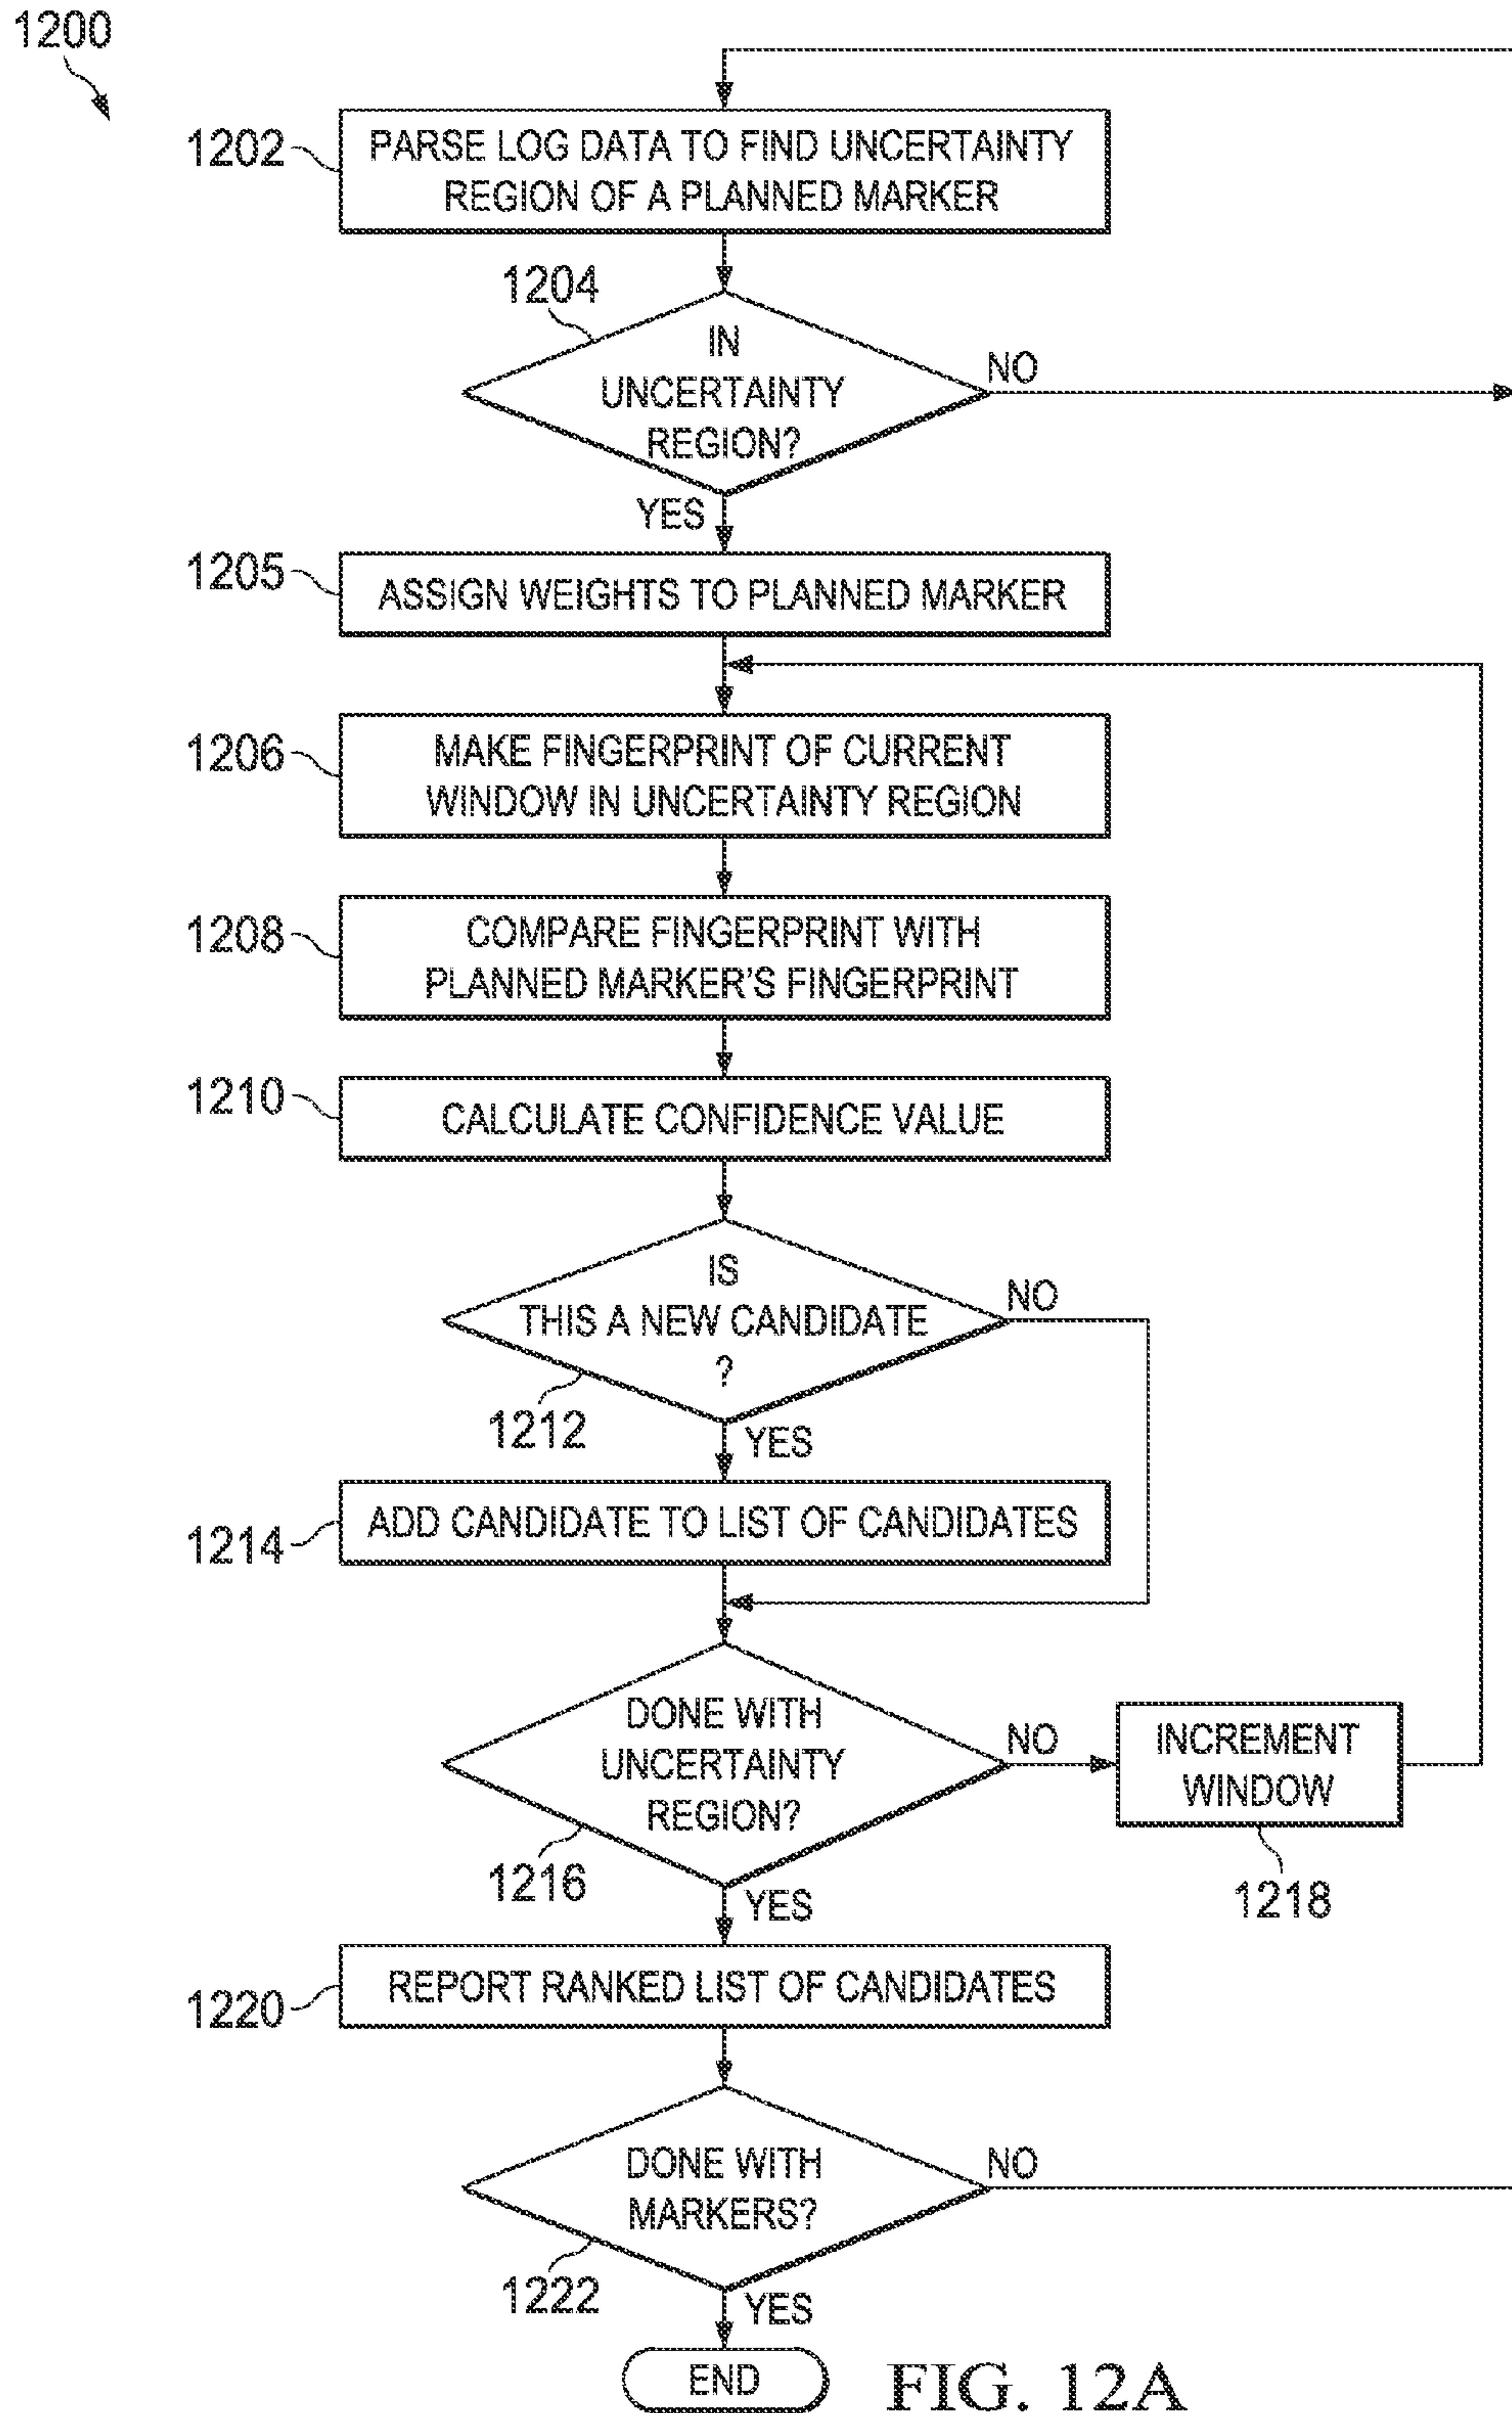 1200
1202
PARSE LOG DATA TO FIND UNCERTAINTY
REGION OF A PLANNED MARKER
1204
IN
UNCERTAINTY
REGION?
NO
YES
1205
ASSIGN WEIGHTS TO PLANNED MARKER
1206
MAKE FINGERPRINT OF CURRENT
WINDOW IN UNCERTAINTY REGION
1208
COMPARE FINGERPRINT WITH
PLANNED MARKER'S FINGERPRINT
1210
CALCULATE CONFIDENCE VALUE
IS
THIS A NEW CANDIDATE
?
NO
1212
YES
1214
ADD CANDIDATE TO LIST OF CANDIDATES
DONE WITH
UNCERTAINTY
REGION?
NO
INCREMENT
WINDOW
1216
1218
YES
1220
REPORT RANKED LIST OF CANDIDATES
DONE WITH
MARKERS?
NO
1222
YES
END
FIG. 12A